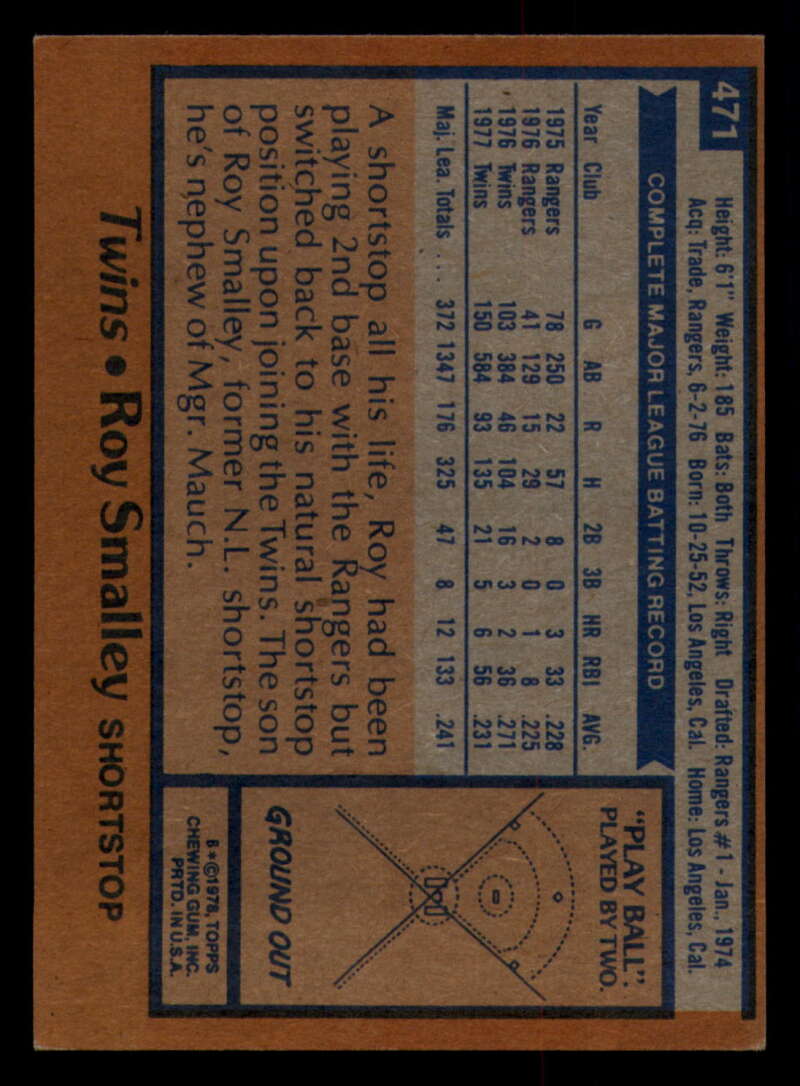 471
Height: 6'1" Weight: 185 Bats: Both Throws: Right Drafted: Rangers #1 - Jan., 1974
Acq: Trade, Rangers, 6-2-76 Born: 10-25-52, Los Angeles, Cal. Home: Los Angeles, Cal.
COMPLETE MAJOR LEAGUE BATTING RECORD
Year Club G AB R H 2B 3B HR RBI AVG.
1975 Rangers 78 250 22 57 8 0 3 33 .228
1976 Rangers 41 129 15 29 2 0 1 8 .225
1976 Twins 103 384 46 104 16 3 2 36 .271
1977 Twins 150 584 93 135 21 5 6 56 .231
Maj. Lea. Totals .... 372 1347 176 325 47 8 12 133 .241
A shortstop all his life, Roy had been
playing 2nd base with the Rangers but
switched back to his natural shortstop
position upon joining the Twins. The son
of Roy Smalley, former N.L. shortstop,
he's nephew of Mgr. Mauch.
"PLAY BALL":
PLAYED BY TWO.
GROUND OUT
B*©1978, TOPPS
CHEWING GUM, INC.
PRTD. IN U.S.A.
Twins • Roy Smalley SHORTSTOP